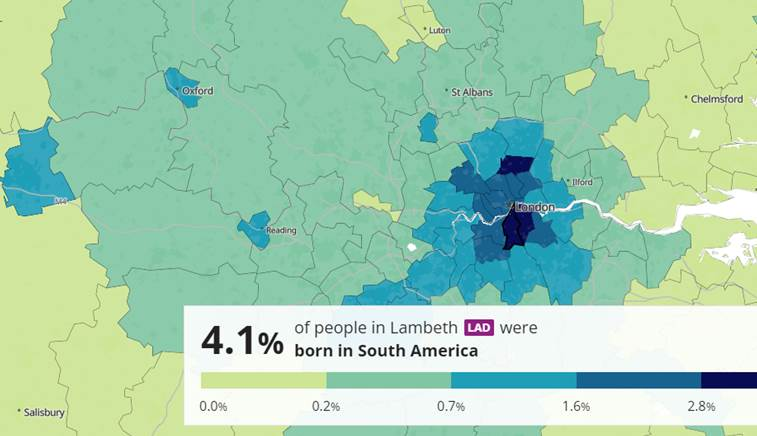 Luton
Oxford
St Albans
Chelmsford
Ilford
London
Reading
4.1% of people in Lambeth LAD were
born in South America
0.0% 0.2% 0.7% 1.6% 2.8%
Salisbury